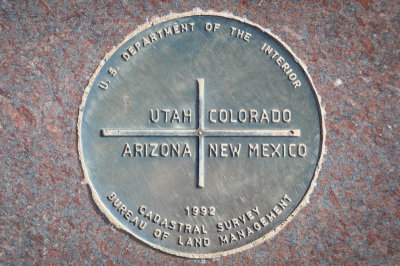 U. S. DEPARTMENT OF THE INTERIOR
UTAH COLORADO
ARIZONA NEW MEXICO
1992
CADASTRAL SURVEY
BUREAU OF LAND MANAGEMENT